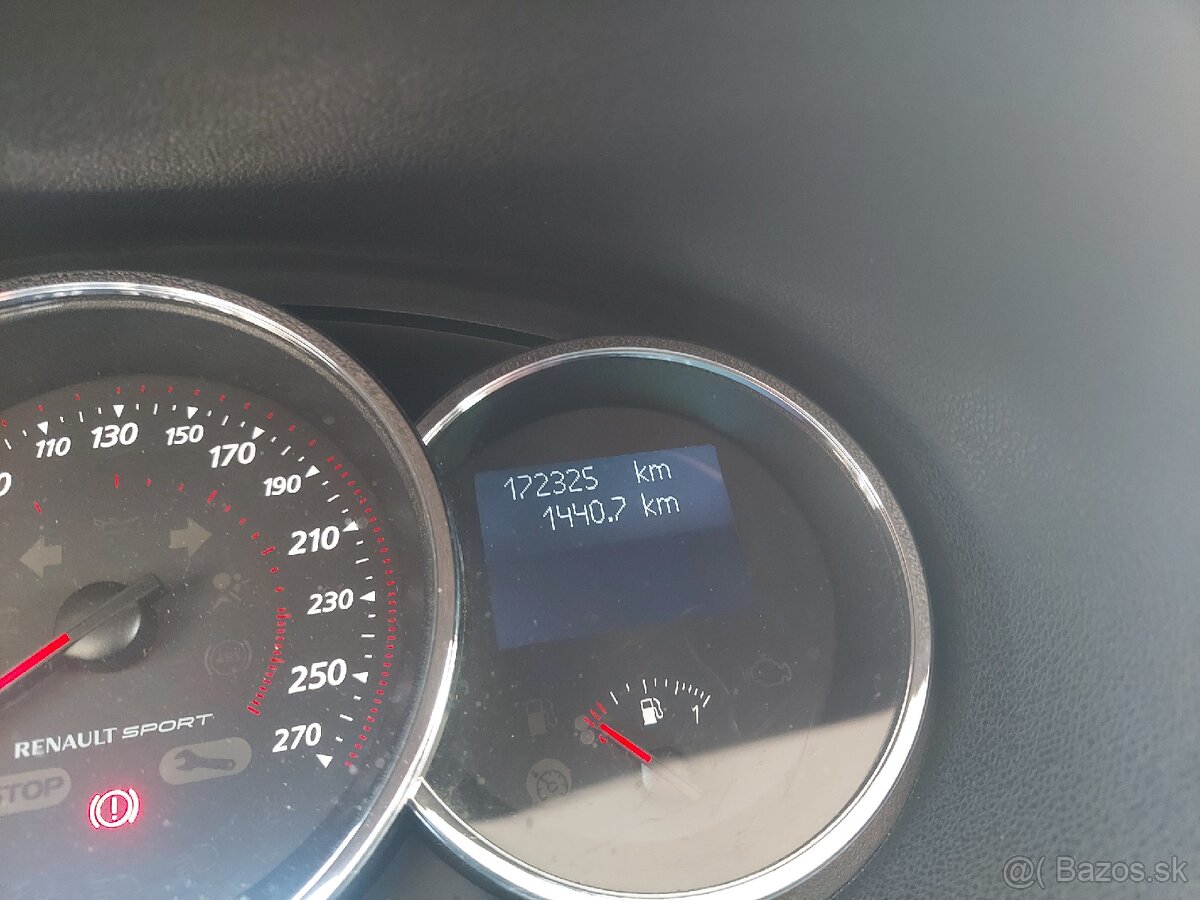 110 130 150 170 190 210 230 250 270
RENAULT SPORT
STOP
ABS
172325 km
1440.7 km
1
@( Bazos.sk